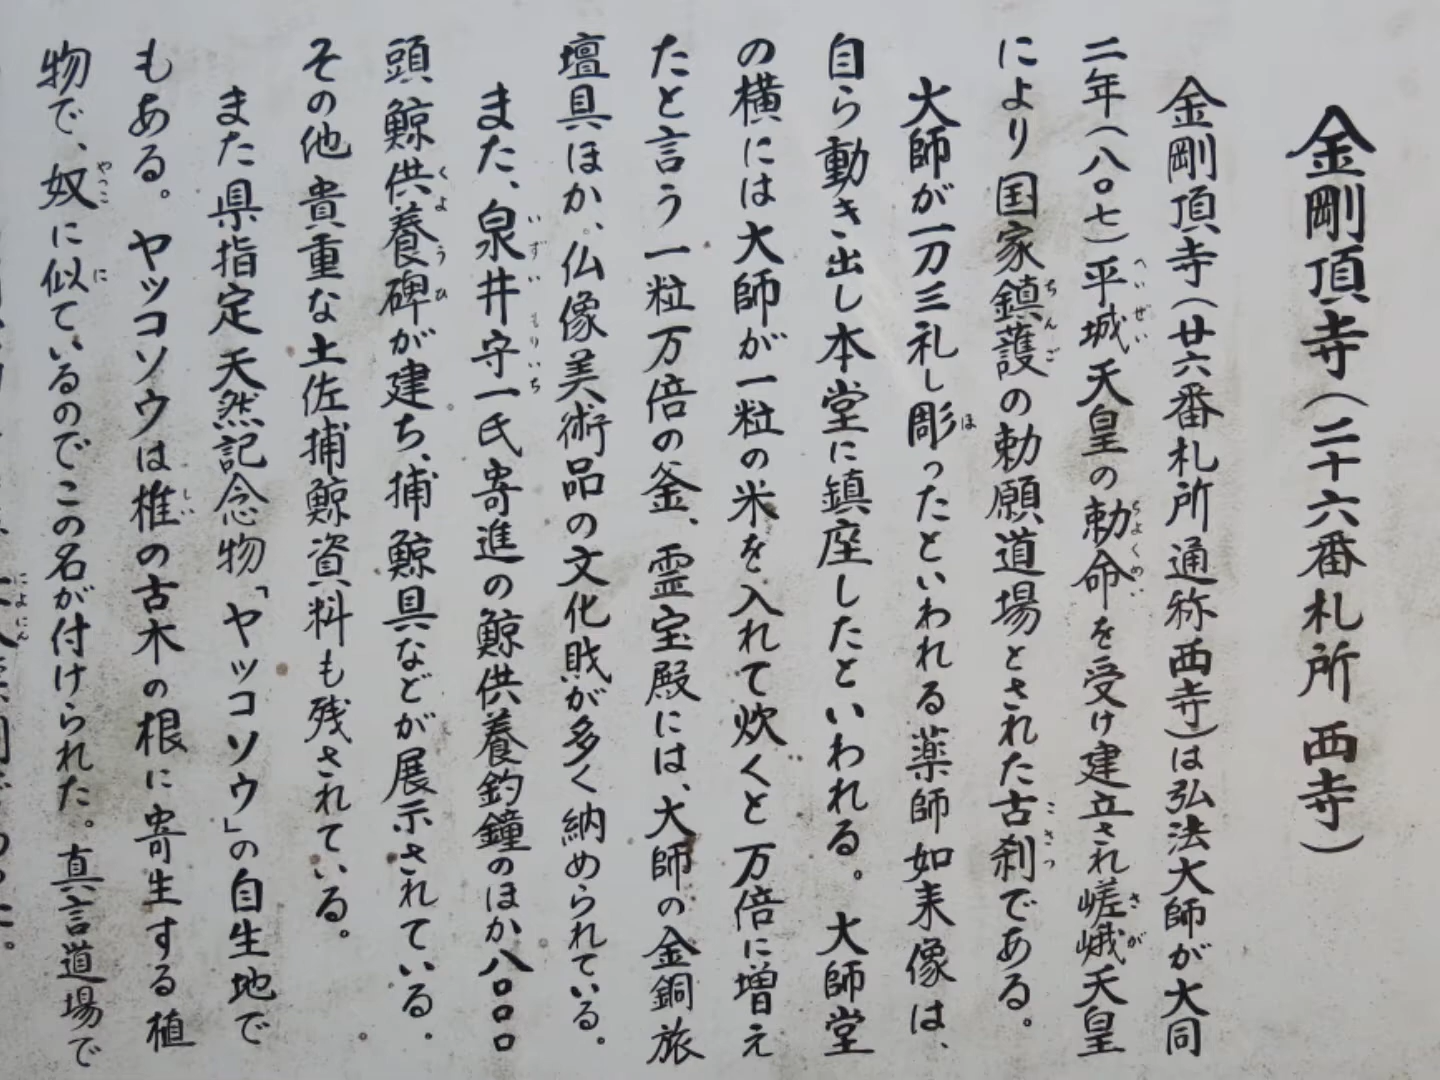 金剛頂寺(二十六番札所 西寺)
金剛頂寺(廿六番札所通称西寺)は弘法大師が大同
二年(八〇七)平城天皇の勅命を受け建立され嵯峨天皇
により国家鎮護の勅願道場とされた古刹である。
大師が一刀三礼し彫ったといわれる薬師如来像は、
自ら動き出し本堂に鎮座したといわれる。大師堂
の横には大師が一粒の米を入れて炊くと万倍に増え
たと言う一粒万倍の釜、霊宝殿には、大師の金銅旅
壇具ほか、仏像美術品の文化財が多く納められている。
また、泉井守一氏寄進の鯨供養釣鐘のほか八〇〇〇
頭鯨供養碑が建ち、捕鯨具などが展示されている.
その他貴重な土佐捕鯨資料も残されている。
また県指定天然記念物「ヤッコソウ」の自生地で
もある。ヤッコソウは椎の古木の根に寄生する植
物で、奴に似ているのでこの名が付けられた。真言道場で